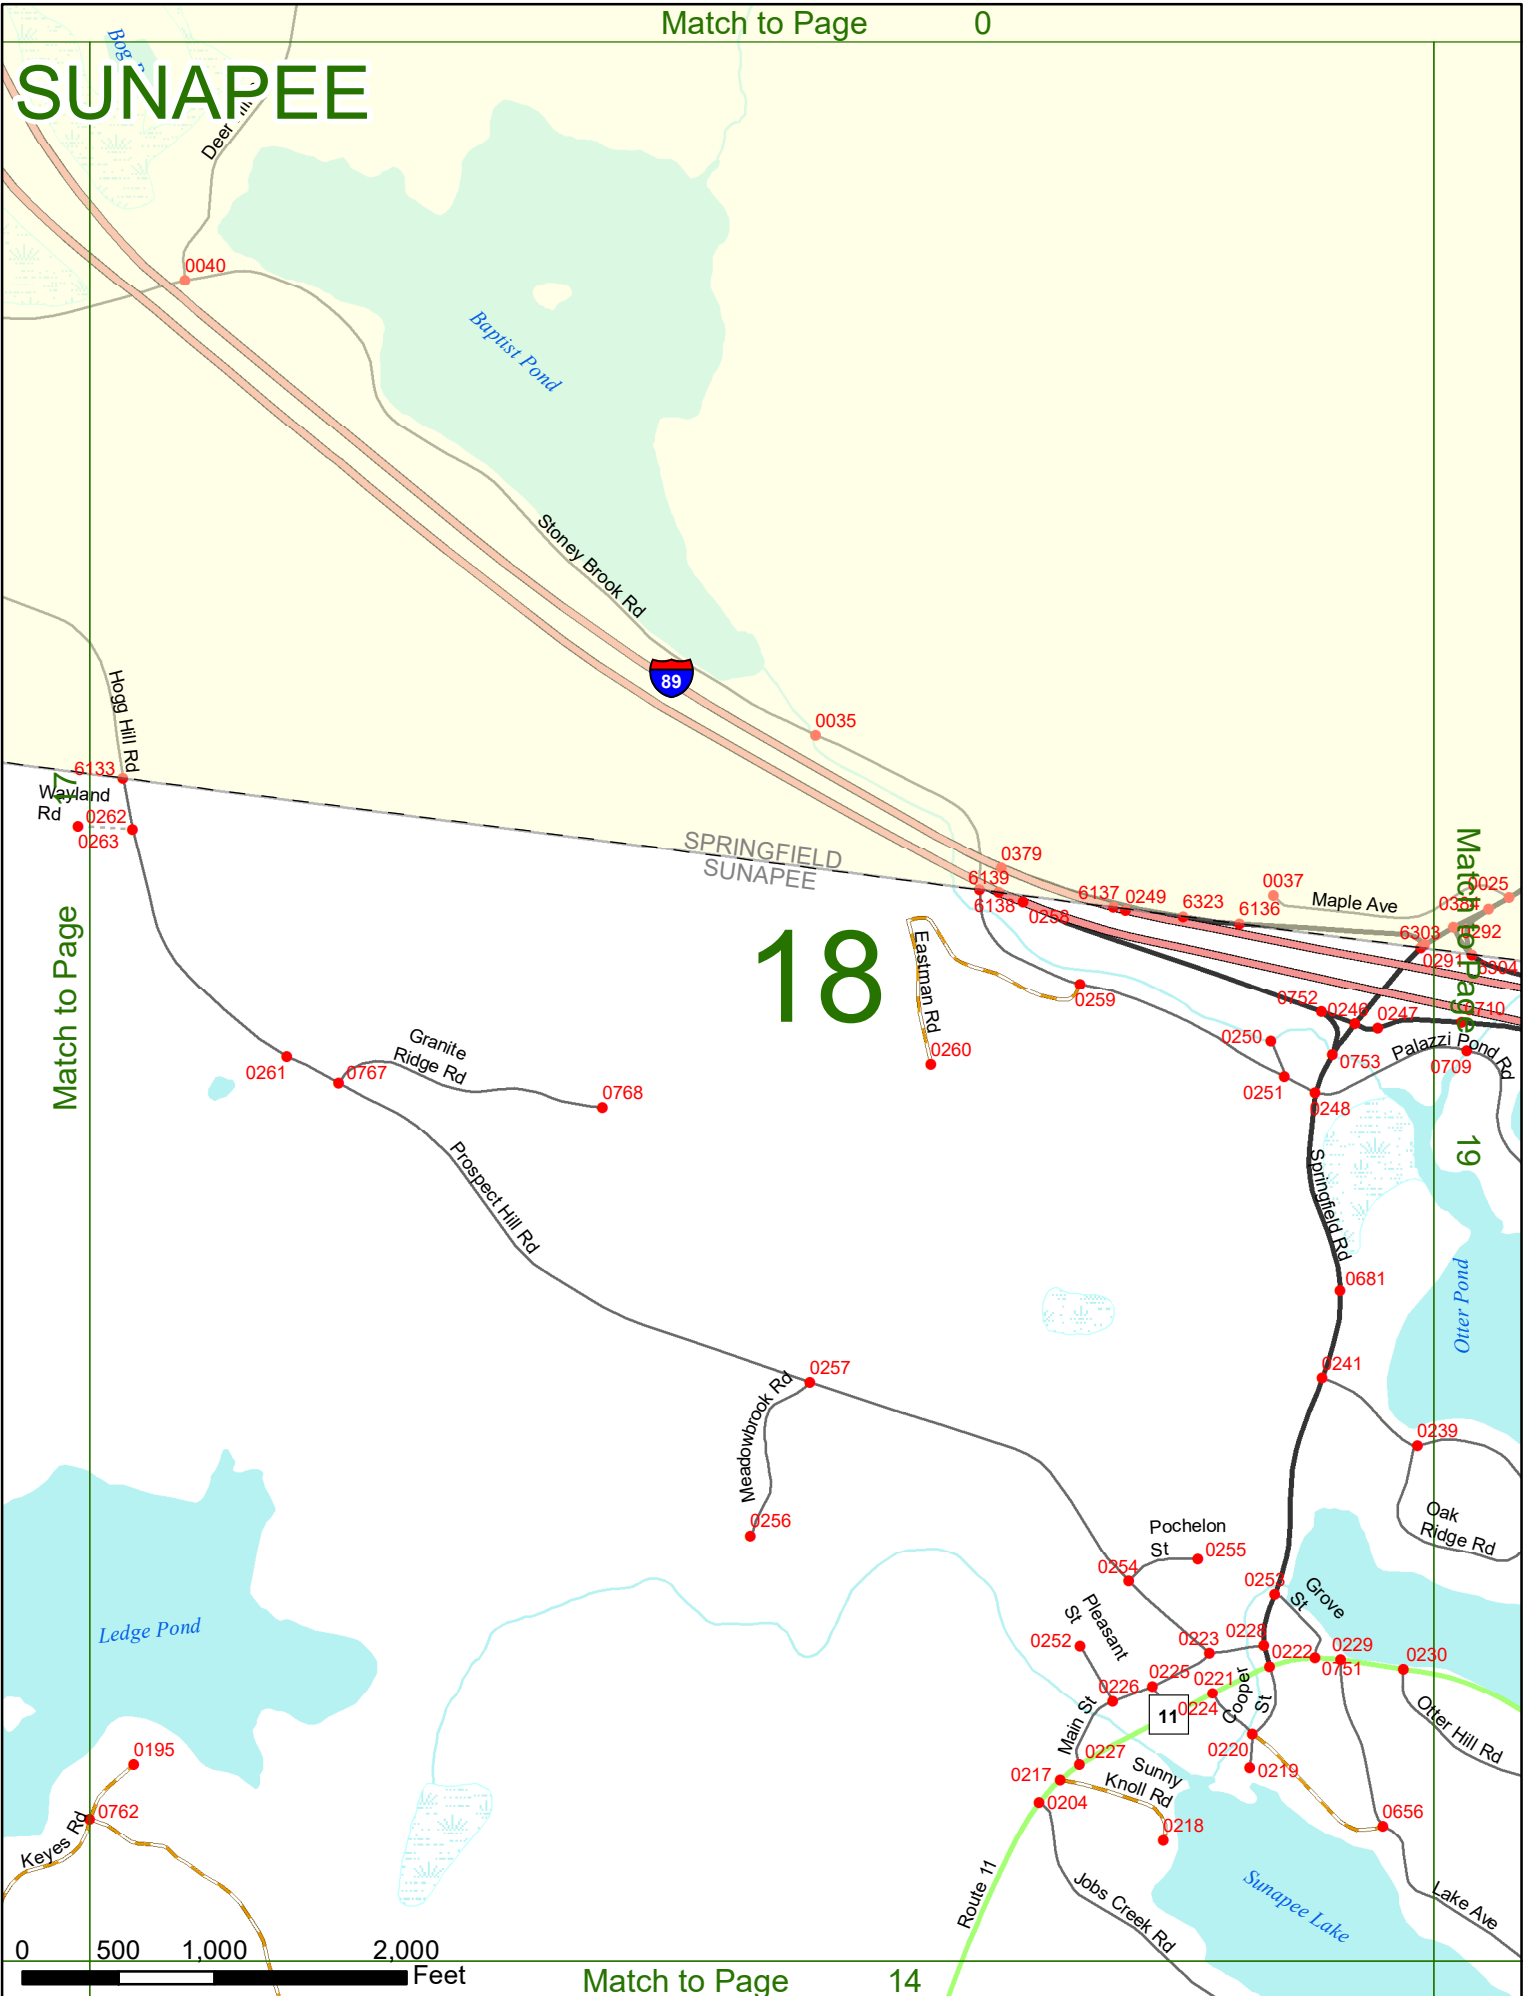 Match to Page 0
SUNAPEE
Bog
Deer
0040
Baptist Pond
Stoney Brook Rd
89
0035
Hogg Hill Rd
6133
17
Wayland
Rd
0262
0263
Match to Page
SPRINGFIELD
SUNAPEE
0379
6139
6138
0258
6137
0249
6323
6136
0037
Maple Ave
0025
0384
0292
6303
0291
6304
Match to Page
19
18
Eastman Rd
0259
0260
0752
0246
0247
0710
0250
0753
Palazzi Pond Rd
0709
0251
0248
Granite
Ridge Rd
0261
0767
0768
Prospect Hill Rd
Springfield Rd
0681
Otter Pond
0257
0241
Meadowbrook Rd
0239
0256
Oak
Ridge Rd
Pochelon
St
0255
0254
0253
Grove
St
Pleasant
St
0252
0223
0228
0222
0229
0751
0230
0225
0226
0221
0224
Cooper
St
11
Main St
Otter Hill Rd
0220
0219
0227
0217
Sunny
Knoll Rd
0204
0218
0656
Ledge Pond
0195
0762
Keyes Rd
Route 11
Jobs Creek Rd
Sunapee Lake
Lake Ave
0 500 1,000 2,000
Feet
Match to Page 14